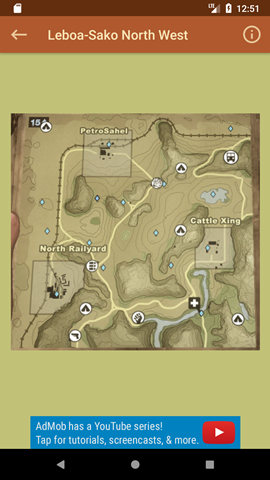 12:51
Leboa-Sako North West
15
PetroSahel
Cattle Xing
North Railyard
AdMob has a YouTube series!
Tap for tutorials, screencasts, & more.